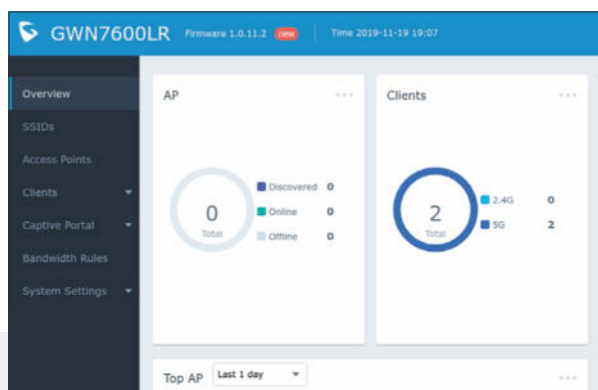 GWN7600LR Firmware 1.0.11.2 new Time 2019-11-19 19:07
Overview
SSIDs
Access Points
Clients
Captive Portal
Bandwidth Rules
System Settings
AP
0
Total
Discovered 0
Online 0
Offline 0
Clients
2
Total
2.4G 0
5G 2
Top AP Last 1 day